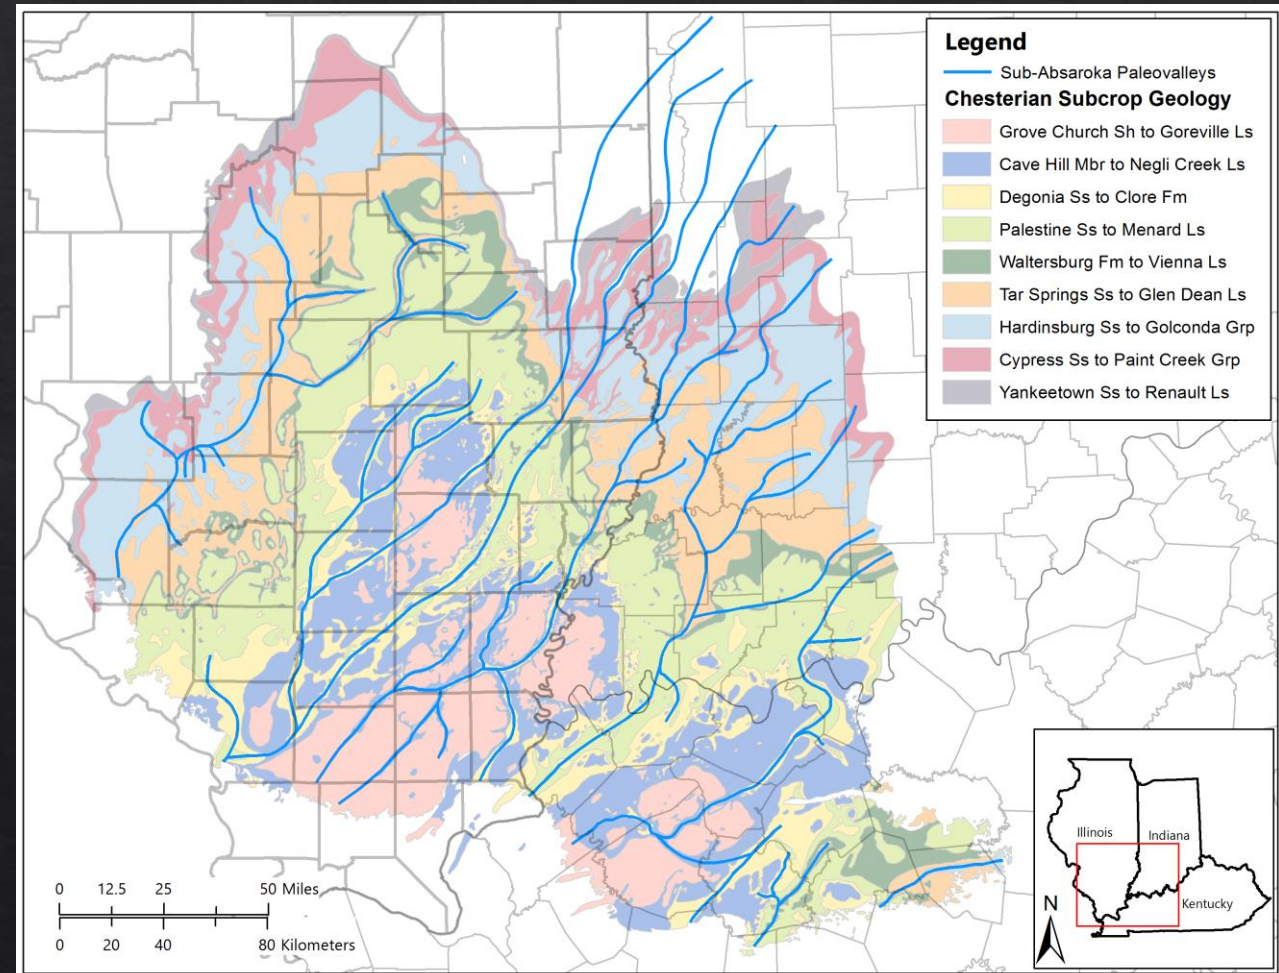 Legend
Sub-Absaroka Paleovalleys
Chesterian Subcrop Geology
Grove Church Sh to Goreville Ls
Cave Hill Mbr to Negli Creek Ls
Degonia Ss to Clore Fm
Palestine Ss to Menard Ls
Waltersburg Fm to Vienna Ls
Tar Springs Ss to Glen Dean Ls
Hardinsburg Ss to Golconda Grp
Cypress Ss to Paint Creek Grp
Yankeetown Ss to Renault Ls
0 12.5 25 50 Miles
0 20 40 80 Kilometers
Illinois
Indiana
Kentucky
N